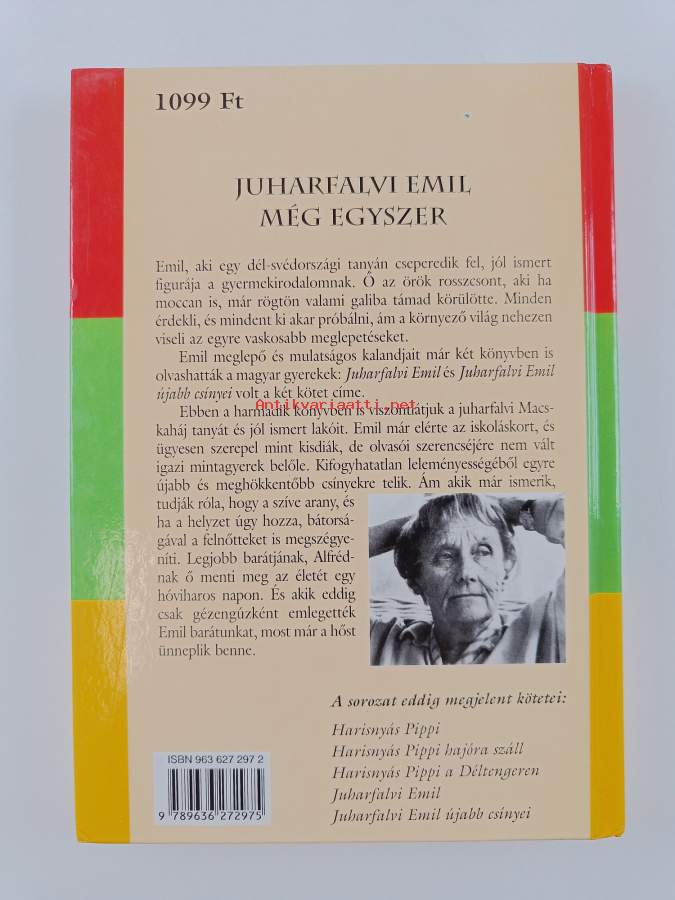 1099 Ft
JUHARFALVI EMIL
MÉG EGYSZER
Emil, aki egy dél-svédországi tanyán cseperedik fel, jól ismert
figurája a gyermekirodalomnak. Ő az örök rosszcsont, aki ha
moccan is, már rögtön valami galiba támad körülötte. Minden
érdekli, és mindent ki akar próbálni, ám a környező világ nehezen
viseli az egyre vaskosabb meglepetéseket.
Emil meglepő és mulatságos kalandjait már két könyvben is
olvashatták a magyar gyerekek: Juharfalvi Emil és Juharfalvi Emil
újabb csínyei volt a két kötet címe.
Antikvariaatti.net
Ebben a harmadik könyvben is viszontlátjuk a juharfalvi Macs-
kaháj tanyát és jól ismert lakóit. Emil már elérte az iskoláskort, és
ügyesen szerepel mint kisdiák, de olvasói szerencséjére nem vált
igazi mintagyerek belőle. Kifogyhatatlan leleményességéből egyre
újabb és meghökkentőbb csínyekre telik. Ám akik már ismerik,
tudják róla, hogy a szíve arany, és
ha a helyzet úgy hozza, bátorsá-
gával a felnőtteket is megszégye-
níti. Legjobb barátjának, Alfréd-
nak ő menti meg az életét egy
hóviharos napon. És akik eddig
csak gézengúzként emlegették
Emil barátunkat, most már a hőst
ünneplik benne.
A sorozat eddig megjelent kötetei:
Harisnyás Pippi
Harisnyás Pippi hajóra száll
Harisnyás Pippi a Déltengeren
Juharfalvi Emil
Juharfalvi Emil újabb csínyei
ISBN 963 627 297 2
9 789636 272975